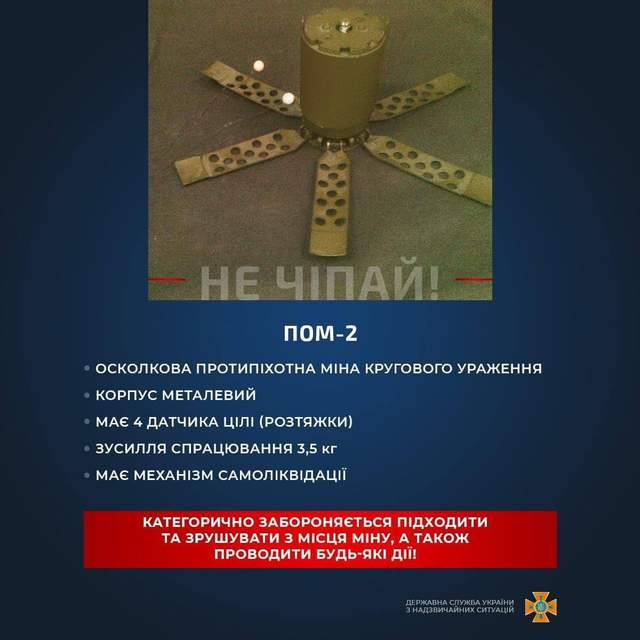 НЕ ЧІПАЙ!
ПОМ-2
ОСКОЛКОВА ПРОТИПІХОТНА МІНА КРУГОВОГО УРАЖЕННЯ
КОРПУС МЕТАЛЕВИЙ
МАЄ 4 ДАТЧИКА ЦІЛІ (РОЗТЯЖКИ)
ЗУСИЛЛЯ СПРАЦЮВАННЯ 3,5 кг
МАЄ МЕХАНІЗМ САМОЛІКВІДАЦІЇ
КАТЕГОРИЧНО ЗАБОРОНЯЄТЬСЯ ПІДХОДИТИ
ТА ЗРУШУВАТИ З МІСЦЯ МІНУ, А ТАКОЖ
ПРОВОДИТИ БУДЬ-ЯКІ ДІЇ!
ДЕРЖАВНА СЛУЖБА УКРАЇНИ
З НАДЗВИЧАЙНИХ СИТУАЦІЙ